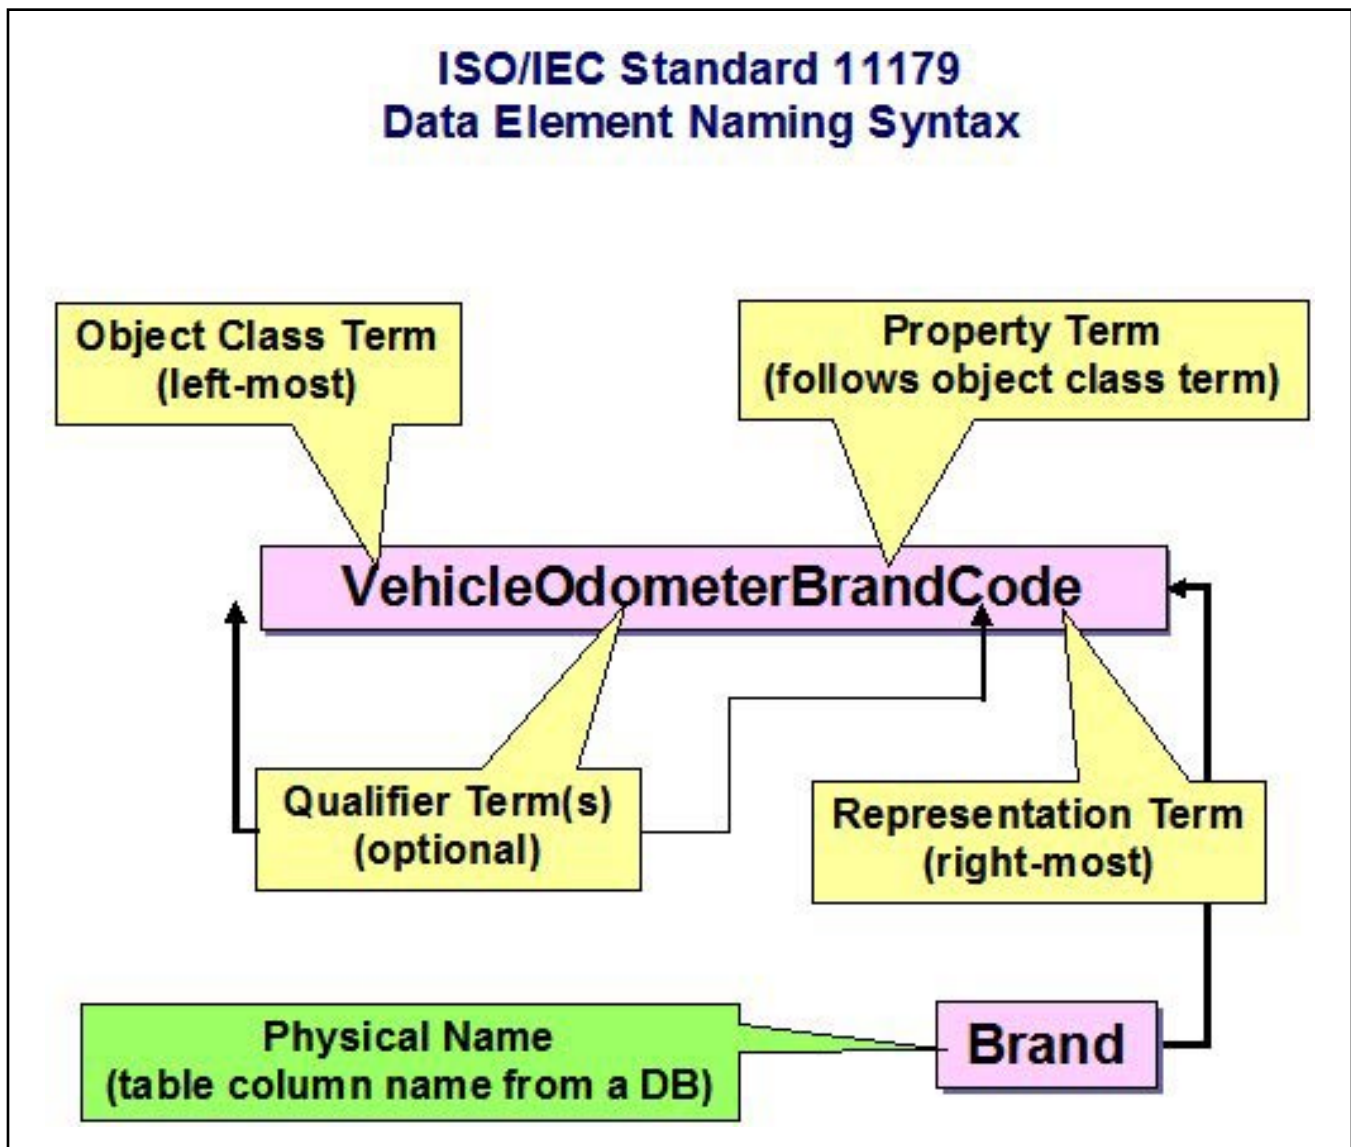 ISO/IEC Standard 11179
Data Element Naming Syntax
Object Class Term
(left-most)
Property Term
(follows object class term)
VehicleOdometerBrandCode
Qualifier Term(s)
(optional)
Representation Term
(right-most)
Physical Name
(table column name from a DB)
Brand